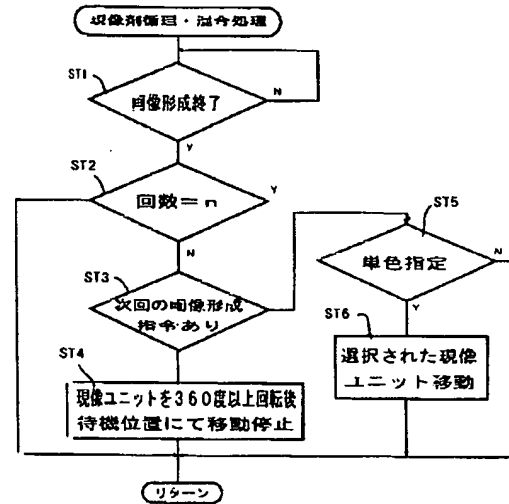 現像剤循環・混合処理
ST1
画像形成終了
N
Y
ST2
回数=n
Y
N
ST3
次回の画像形成
指令あり
ST5
単色指定
N
Y
ST4
現像ユニットを360度以上回転後
待機位置にて移動停止
ST6
選択された現像
ユニット移動
リターン